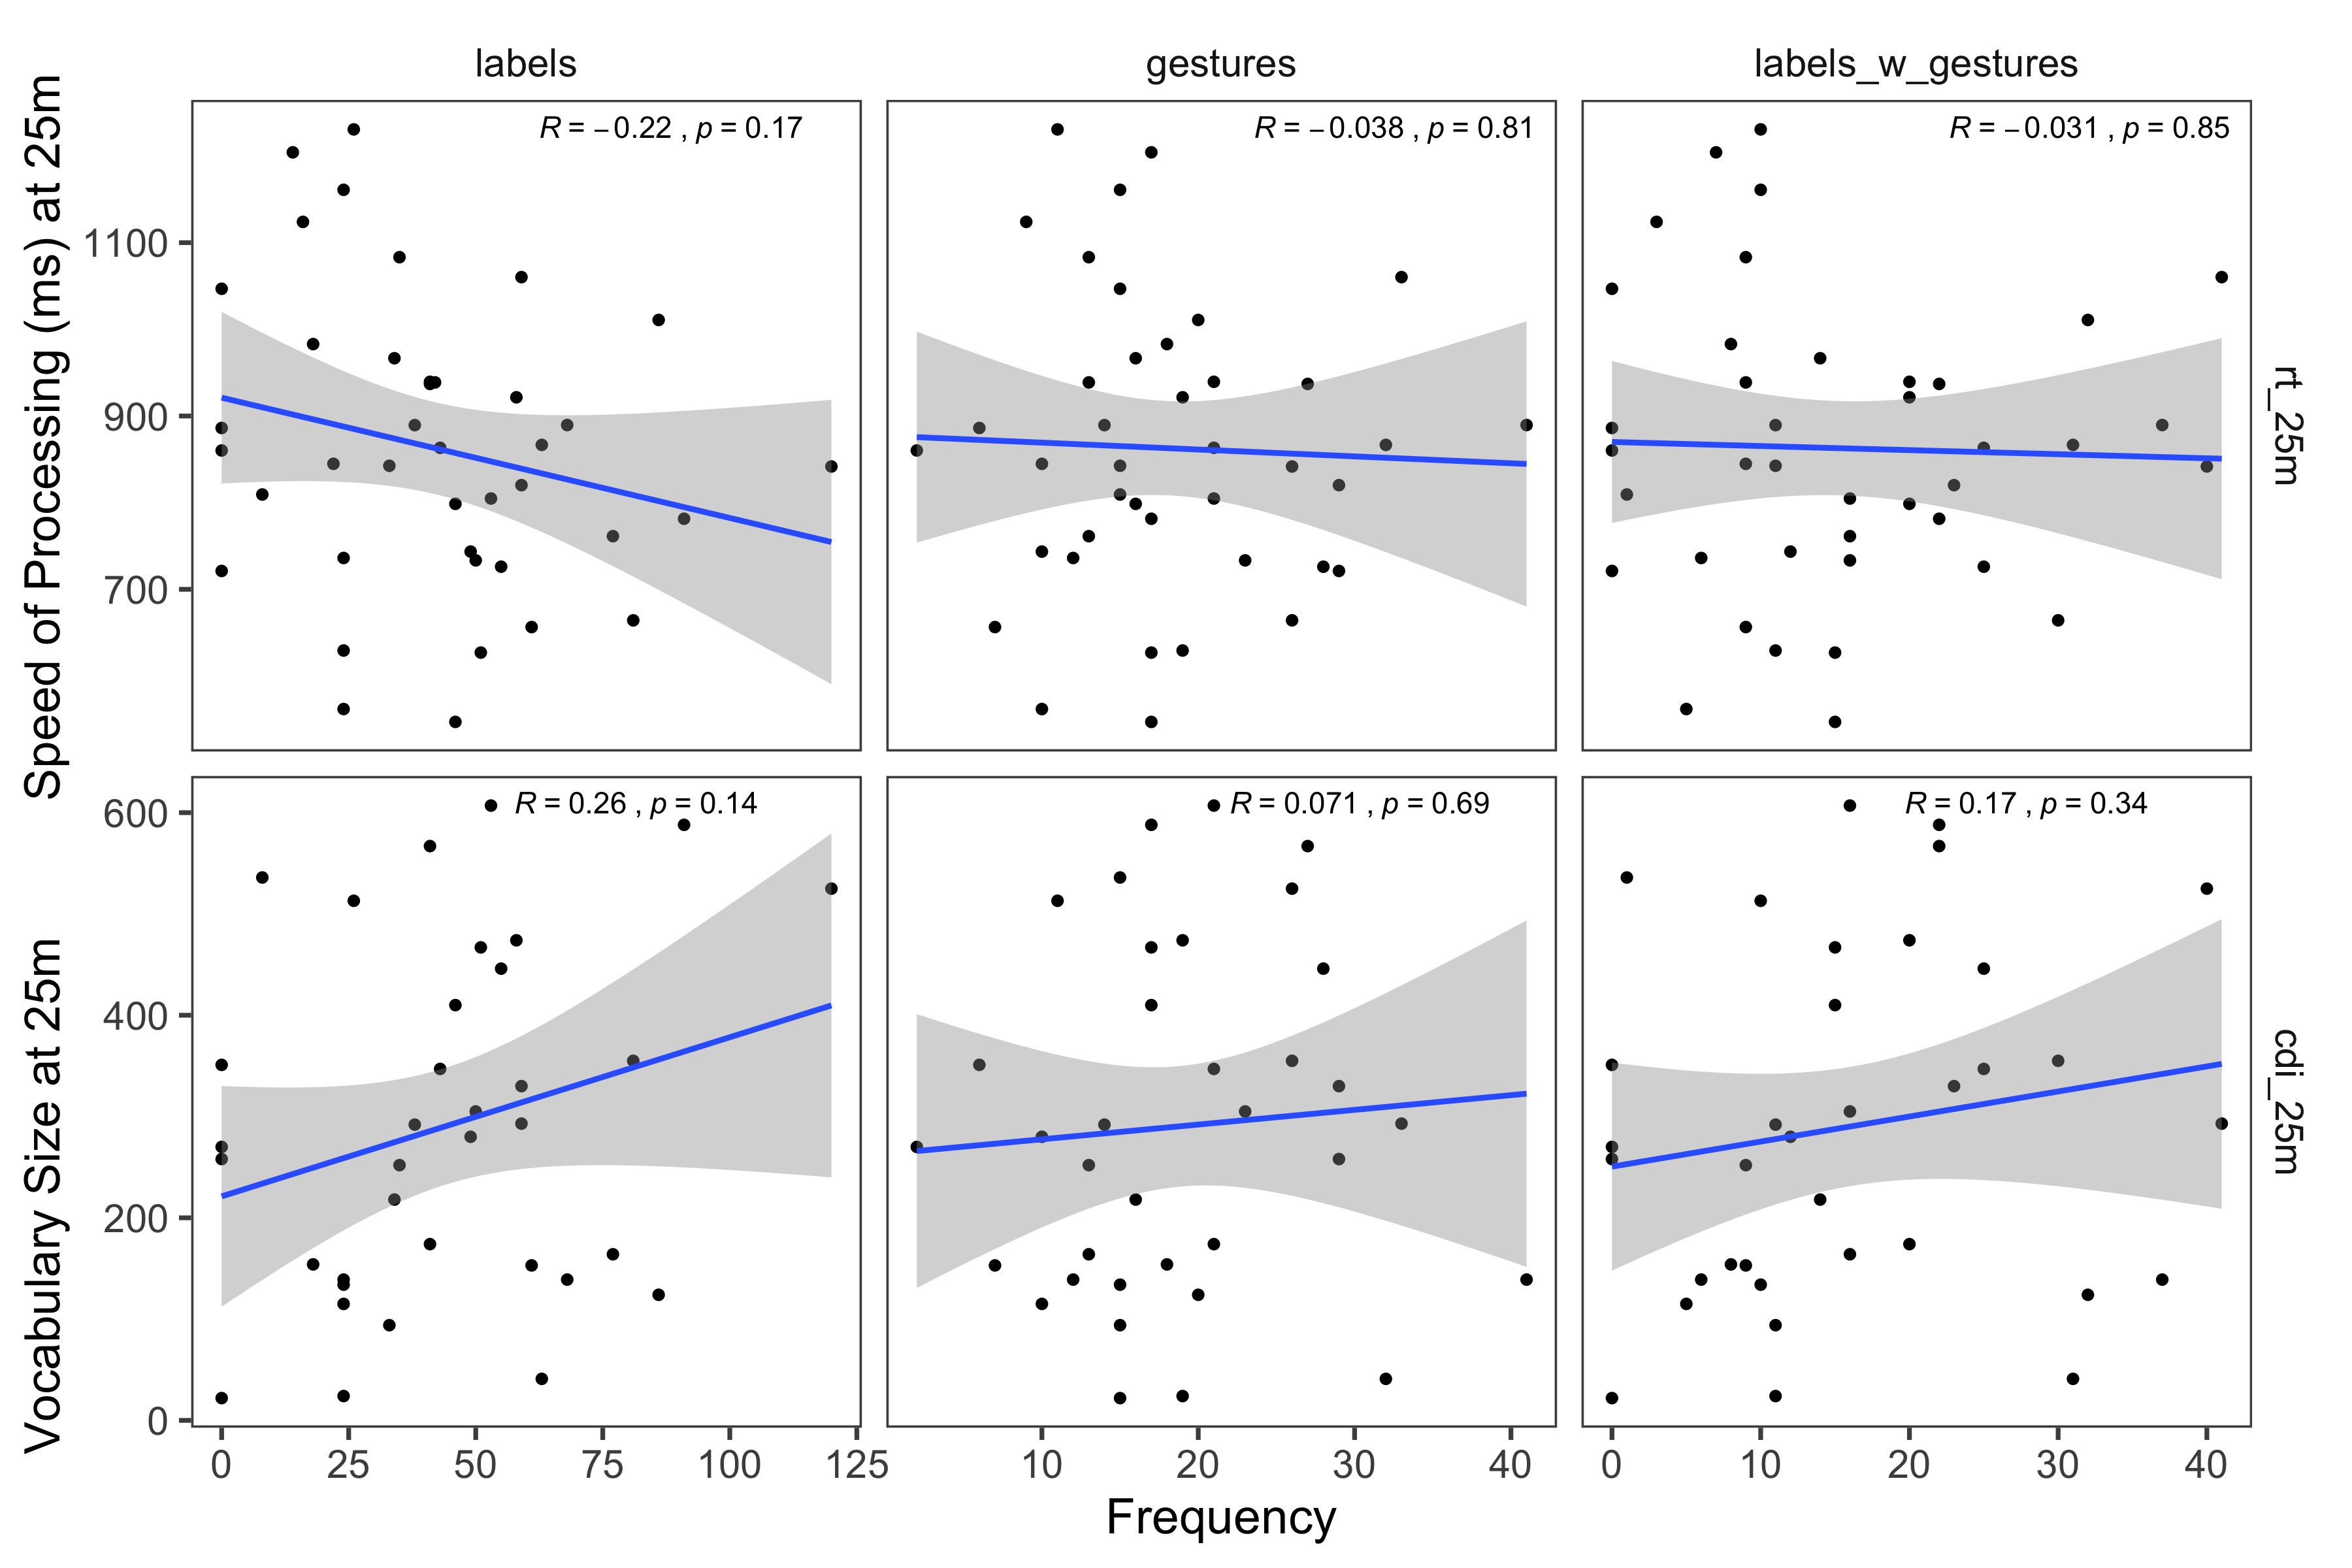 labels gestures labels_w_gestures
R = −0.22 , p = 0.17
R = −0.038 , p = 0.81
R = −0.031 , p = 0.85
Speed of Processing (ms) at 25m
1100
900
700
rt_25m
R = 0.26 , p = 0.14
R = 0.071 , p = 0.69
R = 0.17 , p = 0.34
Vocabulary Size at 25m
600
400
200
0
cdi_25m
0 25 50 75 100 125
10 20 30 40
0 10 20 30 40
Frequency